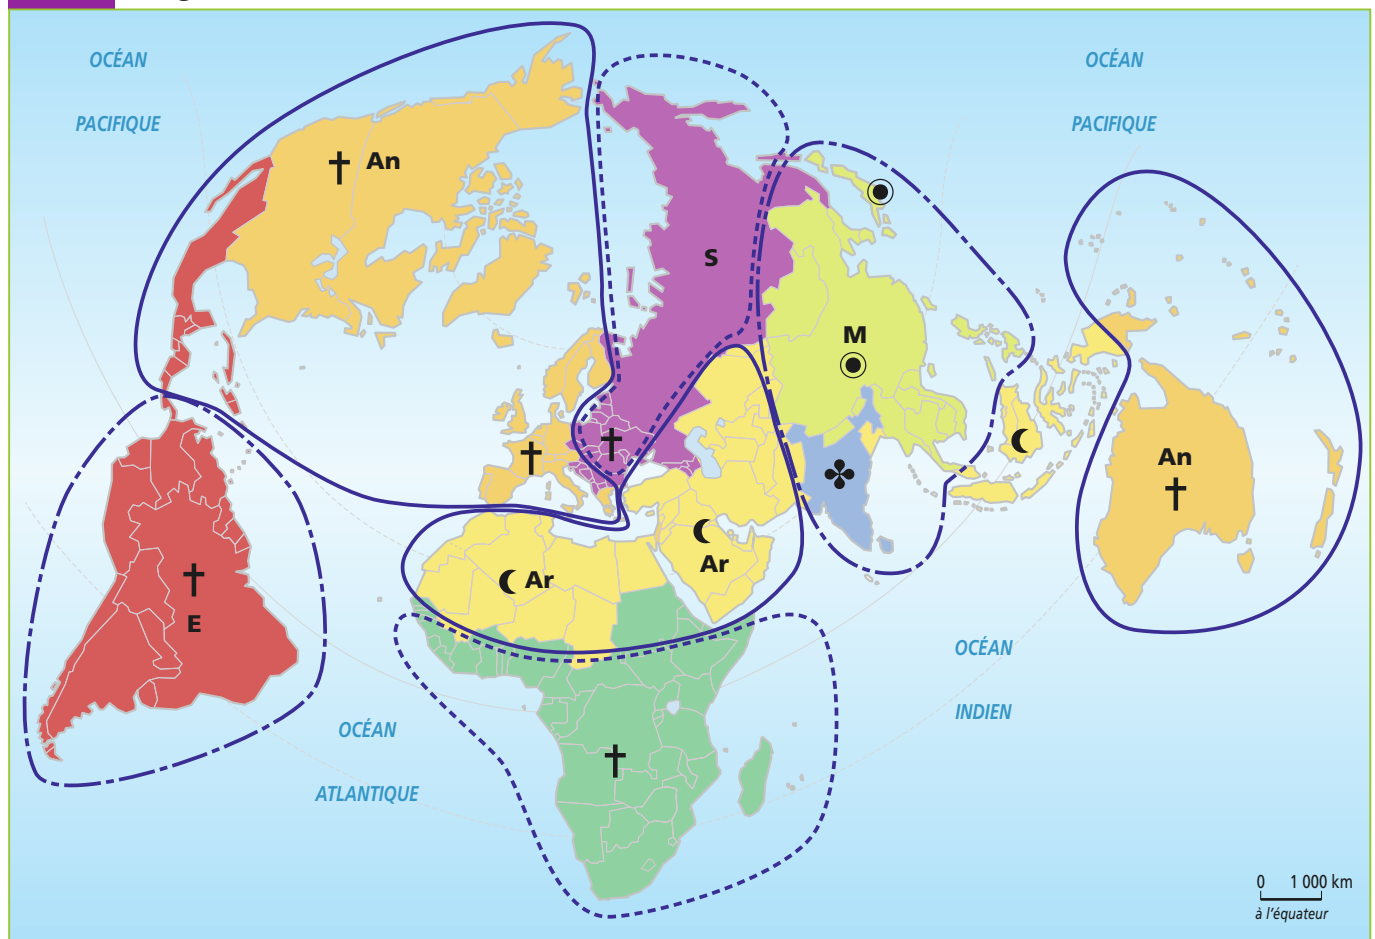 OCÉAN
PACIFIQUE
OCÉAN
PACIFIQUE
An
S
M
An
Ar
Ar
E
OCÉAN
INDIEN
OCÉAN
ATLANTIQUE
0 1 000 km
à l'équateur